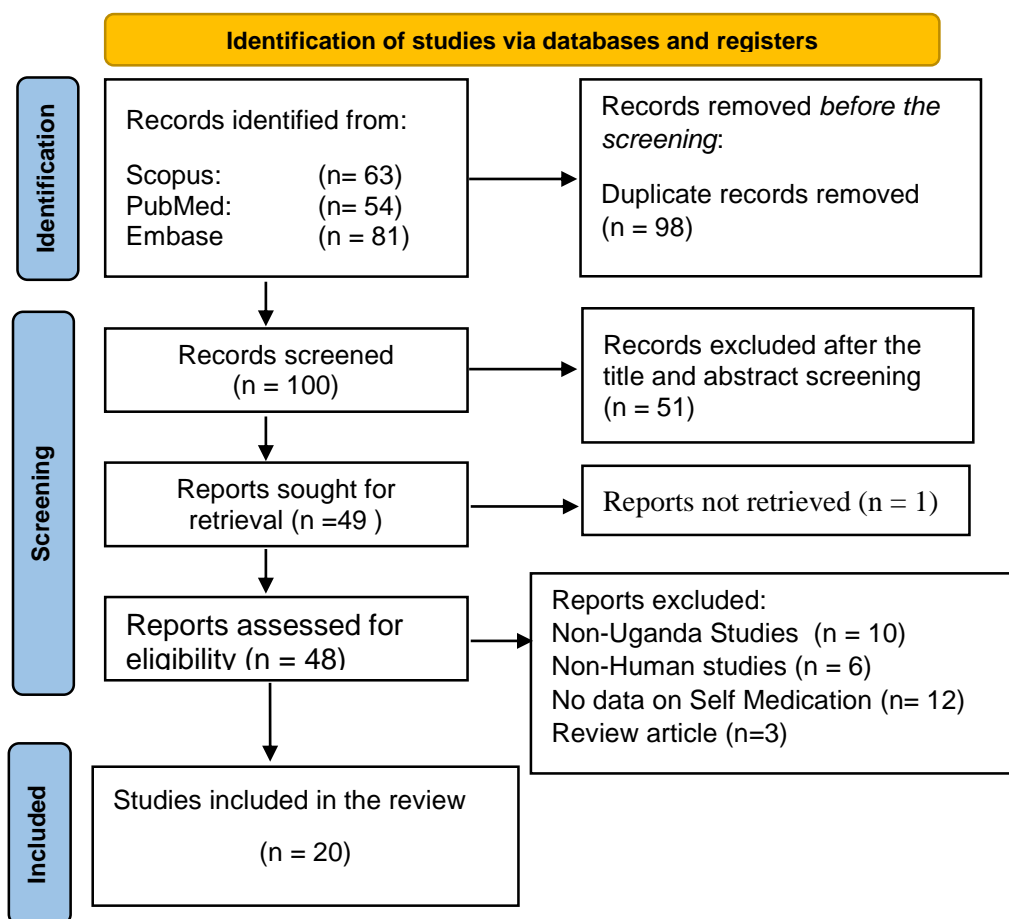 Identification of studies via databases and registers
Identification
Records identified from:
Scopus: (n= 63)
PubMed: (n= 54)
Embase (n = 81)
Records removed before the
screening:
Duplicate records removed
(n = 98)
Screening
Records screened
(n = 100)
Records excluded after the
title and abstract screening
(n = 51)
Reports sought for
retrieval (n =49 )
Reports not retrieved (n = 1)
Reports assessed for
eligibility (n = 48)
Reports excluded:
Non-Uganda Studies (n = 10)
Non-Human studies (n = 6)
No data on Self Medication (n= 12)
Review article (n=3)
Included
Studies included in the review
(n = 20)